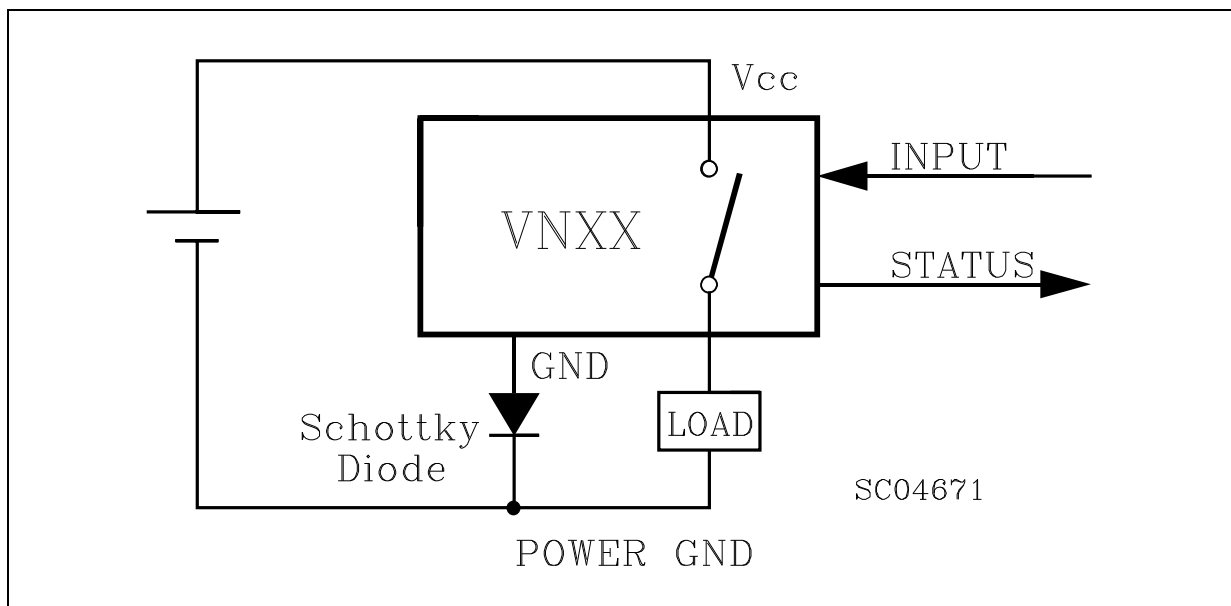 Vcc
INPUT
VNXX
STATUS
GND
Schottky
Diode
LOAD
SC04671
POWER GND